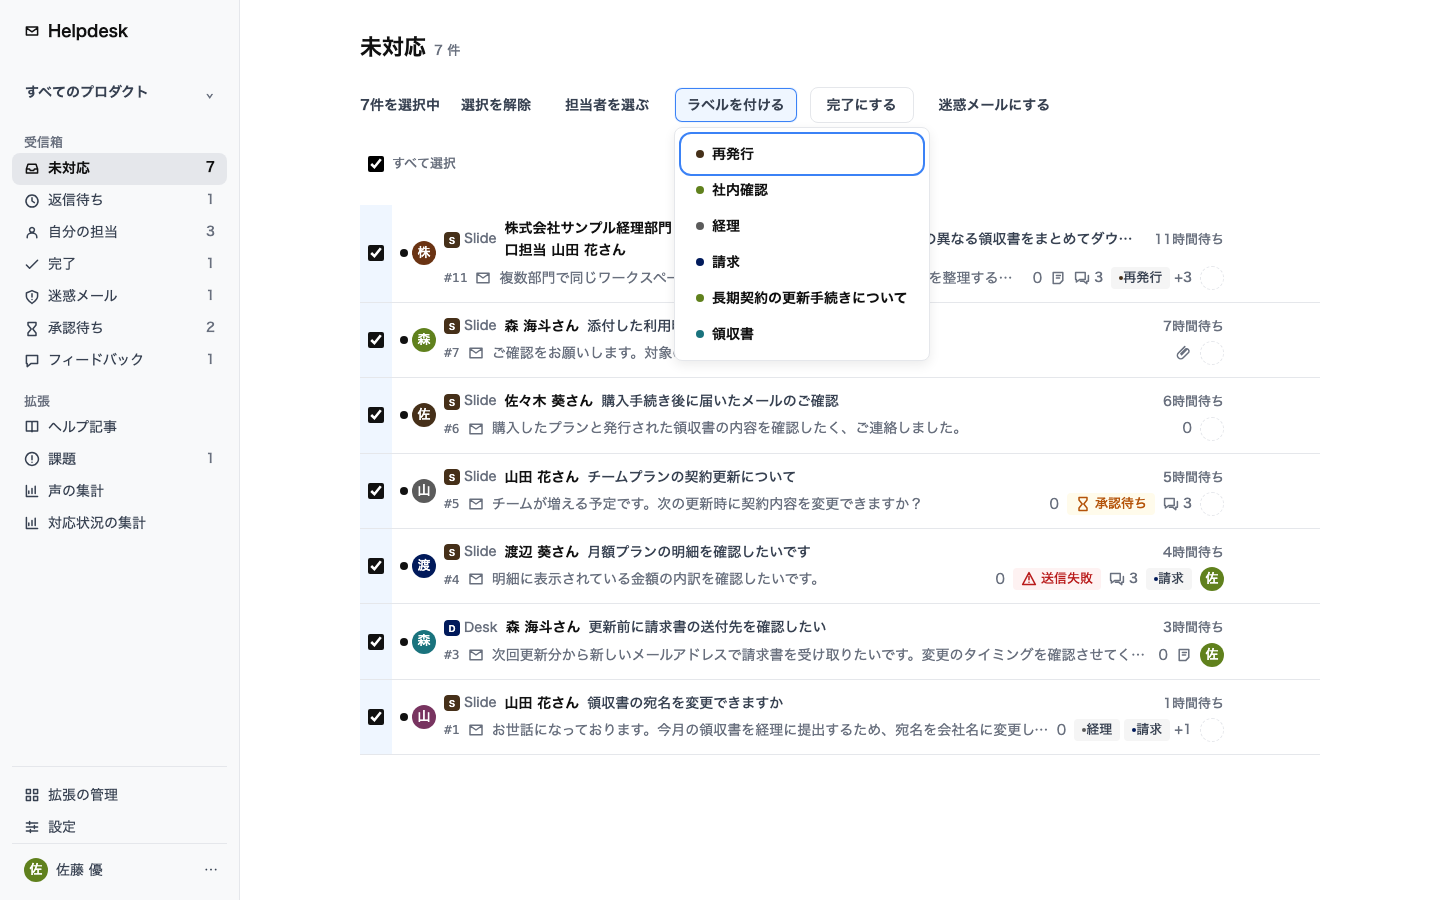 Helpdesk
すべてのプロダクト
受信箱
未対応 7
返信待ち 1
自分の担当 3
完了 1
迷惑メール 1
承認待ち 2
フィードバック 1
拡張
ヘルプ記事
課題 1
声の集計
対応状況の集計
拡張の管理
設定
佐 佐藤 優 …
未対応 7 件
7件を選択中 選択を解除 担当者を選ぶ ラベルを付ける 完了にする 迷惑メールにする
すべて選択
再発行
社内確認
経理
請求
長期契約の更新手続きについて
領収書
株 S Slide 株式会社サンプル経理部門
口担当 山田 花さん
の異なる領収書をまとめてダウ… 11時間待ち
#11 複数部門で同じワークスペー
を整理する… 0 3 •再発行 +3
森 S Slide 森 海斗さん 添付した利用 7時間待ち
#7 ご確認をお願いします。対象
佐 S Slide 佐々木 葵さん 購入手続き後に届いたメールのご確認 6時間待ち
#6 購入したプランと発行された領収書の内容を確認したく、ご連絡しました。 0
山 S Slide 山田 花さん チームプランの契約更新について 5時間待ち
#5 チームが増える予定です。次の更新時に契約内容を変更できますか？ 0 承認待ち 3
渡 S Slide 渡辺 葵さん 月額プランの明細を確認したいです 4時間待ち
#4 明細に表示されている金額の内訳を確認したいです。 0 送信失敗 3 •請求 佐
森 D Desk 森 海斗さん 更新前に請求書の送付先を確認したい 3時間待ち
#3 次回更新分から新しいメールアドレスで請求書を受け取りたいです。変更のタイミングを確認させてく… 0 佐
山 S Slide 山田 花さん 領収書の宛名を変更できますか 1時間待ち
#1 お世話になっております。今月の領収書を経理に提出するため、宛名を会社名に変更し… 0 •経理 •請求 +1